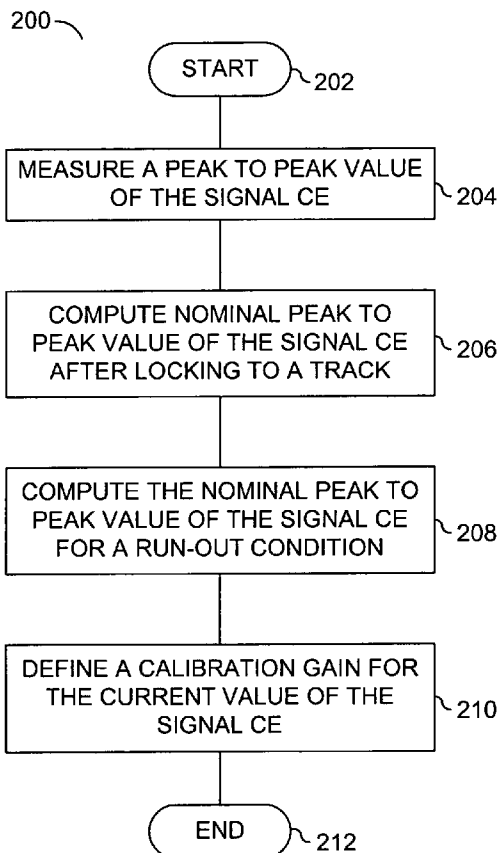 200
START
202
MEASURE A PEAK TO PEAK VALUE
OF THE SIGNAL CE
204
COMPUTE NOMINAL PEAK TO
PEAK VALUE OF THE SIGNAL CE
AFTER LOCKING TO A TRACK
206
COMPUTE THE NOMINAL PEAK TO
PEAK VALUE OF THE SIGNAL CE
FOR A RUN-OUT CONDITION
208
DEFINE A CALIBRATION GAIN FOR
THE CURRENT VALUE OF THE
SIGNAL CE
210
END
212